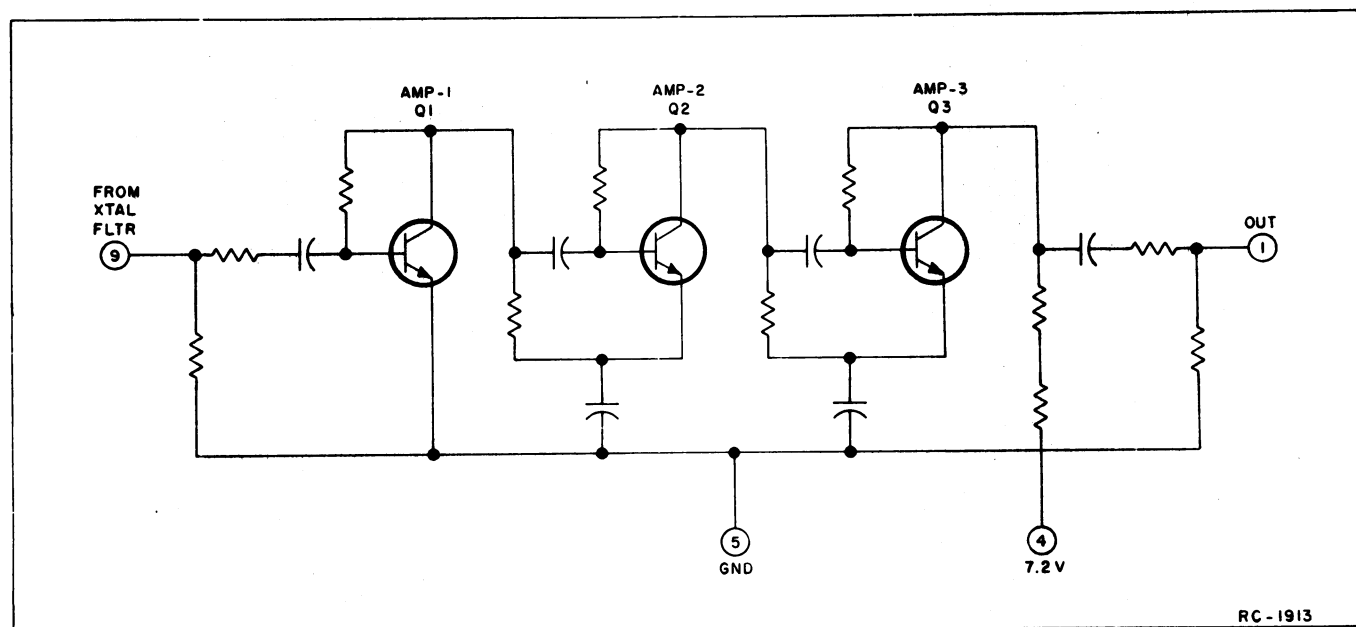 AMP-1
Q1
AMP-2
Q2
AMP-3
Q3
FROM
XTAL
FLTR
9
OUT
1
5
GND
4
7.2V
RC-1913